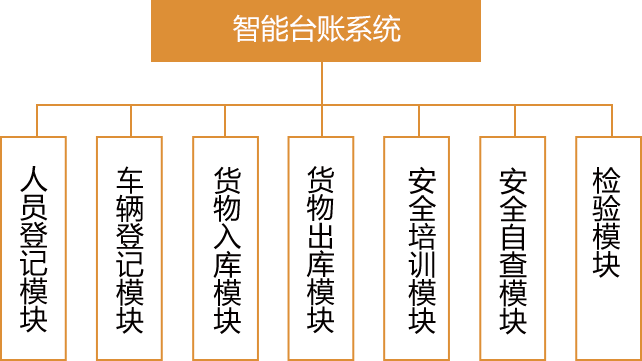 智能台账系统
人员登记模块
车辆登记模块
货物入库模块
货物出库模块
安全培训模块
安全自查模块
检验模块